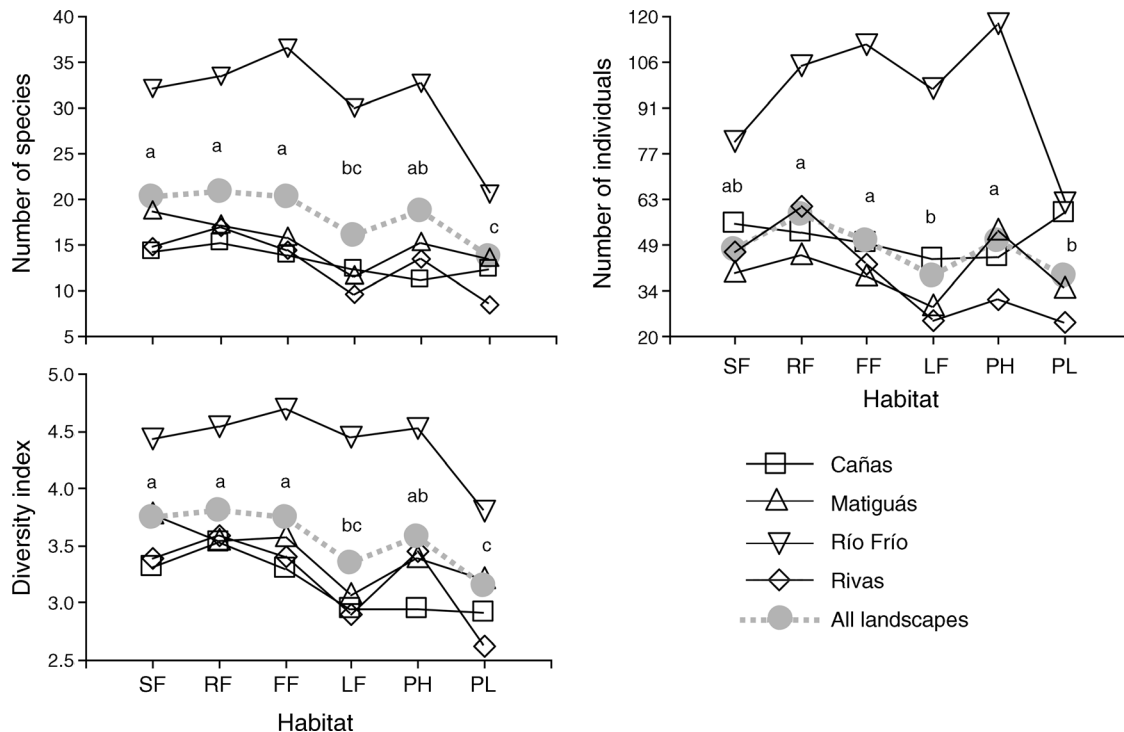 Number of species
40
35
30
25
20
15
10
5
a a a bc ab c
Number of individuals
120
106
91
77
63
49
34
20
ab a a b a b
SF RF FF LF PH PL
Habitat
Diversity index
5.0
4.5
4.0
3.5
3.0
2.5
a a a bc ab c
SF RF FF LF PH PL
Habitat
Cañas
Matiguás
Río Frío
Rivas
All landscapes